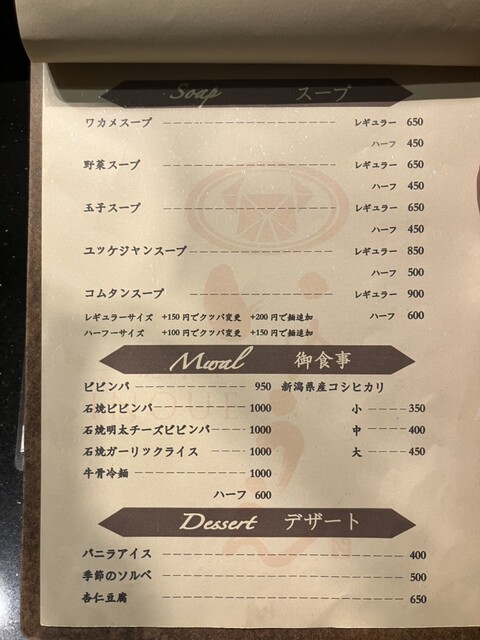 Soap スープ
ワカメスープ レギュラー 650
ハーフ 450
野菜スープ レギュラー 650
ハーフ 450
玉子スープ レギュラー 650
ハーフ 450
ユッケジャンスープ レギュラー 850
ハーフ 500
コムタンスープ レギュラー 900
レギュラーサイズ +150円でクッパ変更 +200円で麺追加 ハーフ 600
ハーフーサイズ +100円でクッパ変更 +150円で麺追加
Mwal 御食事
ビビンバ 950 新潟県産コシヒカリ
石焼ビビンバ 1000 小 350
石焼明太チーズビビンバ 1000 中 400
石焼ガーリックライス 1000 大 450
牛骨冷麺 1000
ハーフ 600
Dessert デザート
バニラアイス 400
季節のソルベ 500
杏仁豆腐 650